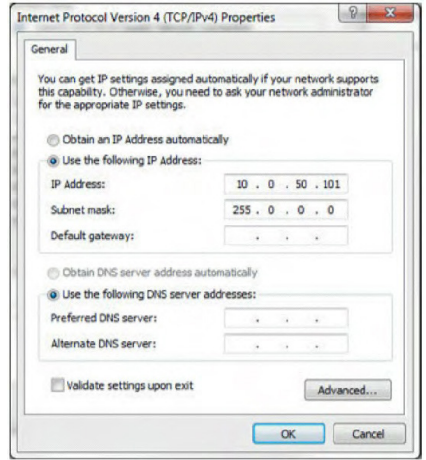 Internet Protocol Version 4 (TCP/IPv4) Properties
General
You can get IP settings assigned automatically if your network supports
this capability. Otherwise, you need to ask your network administrator
for the appropriate IP settings.
Obtain an IP Address automatically
Use the following IP Address:
IP Address: 10 . 0 . 50 . 101
Subnet mask: 255 . 0 . 0 . 0
Default gateway: . . .
Obtain DNS server address automatically
Use the following DNS server addresses:
Preferred DNS server: . . .
Alternate DNS server: . . .
Validate settings upon exit
Advanced...
OK Cancel